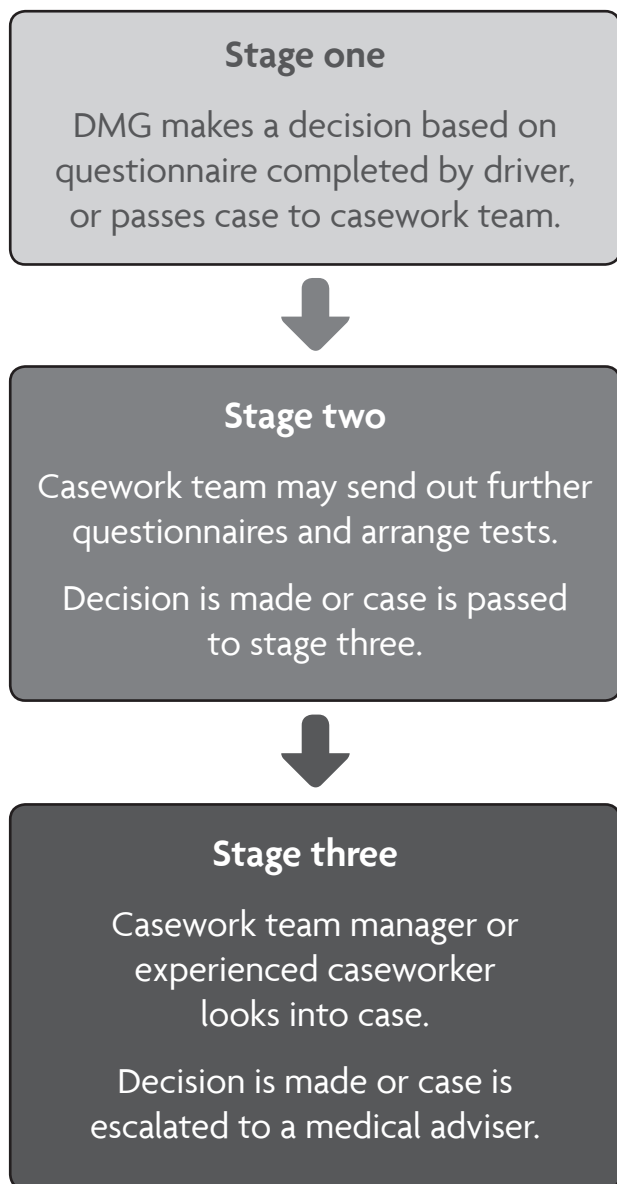 Stage one
DMG makes a decision based on
questionnaire completed by driver,
or passes case to casework team.
Stage two
Casework team may send out further
questionnaires and arrange tests.
Decision is made or case is passed
to stage three.
Stage three
Casework team manager or
experienced caseworker
looks into case.
Decision is made or case is
escalated to a medical adviser.